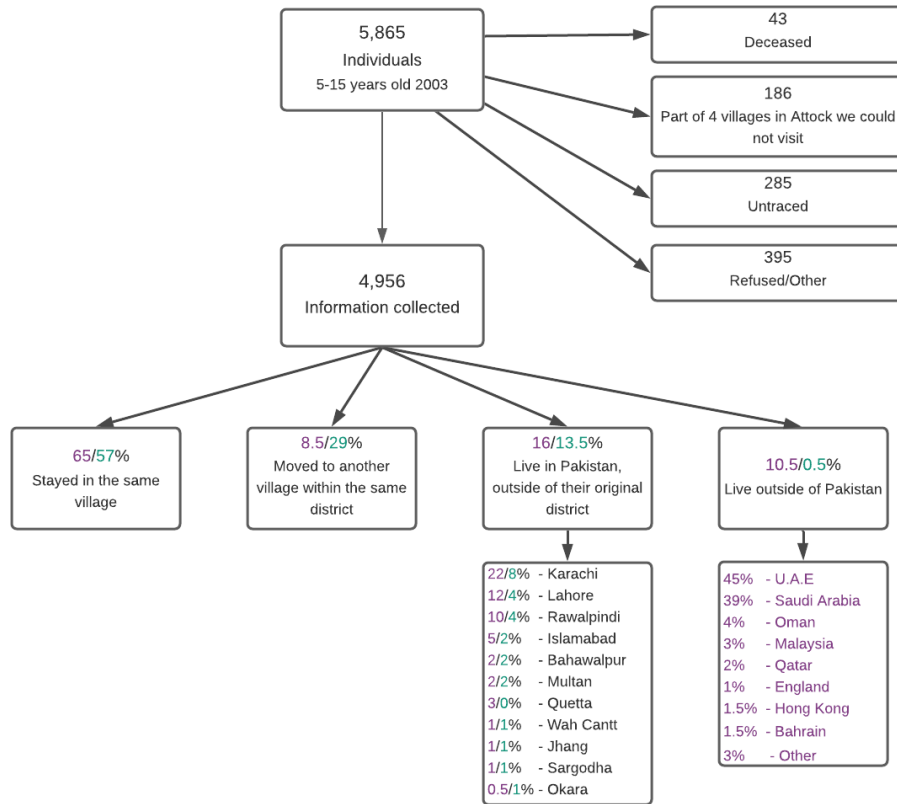 5,865
Individuals
5-15 years old 2003
43
Deceased
186
Part of 4 villages in Attock we could
not visit
285
Untraced
395
Refused/Other
4,956
Information collected
65/57%
Stayed in the same
village
8.5/29%
Moved to another
village within the same
district
16/13.5%
Live in Pakistan,
outside of their original
district
10.5/0.5%
Live outside of Pakistan
22/8% - Karachi
12/4% - Lahore
10/4% - Rawalpindi
5/2% - Islamabad
2/2% - Bahawalpur
2/2% - Multan
3/0% - Quetta
1/1% - Wah Cantt
1/1% - Jhang
1/1% - Sargodha
0.5/1% - Okara
45% - U.A.E
39% - Saudi Arabia
4% - Oman
3% - Malaysia
2% - Qatar
1% - England
1.5% - Hong Kong
1.5% - Bahrain
3% - Other